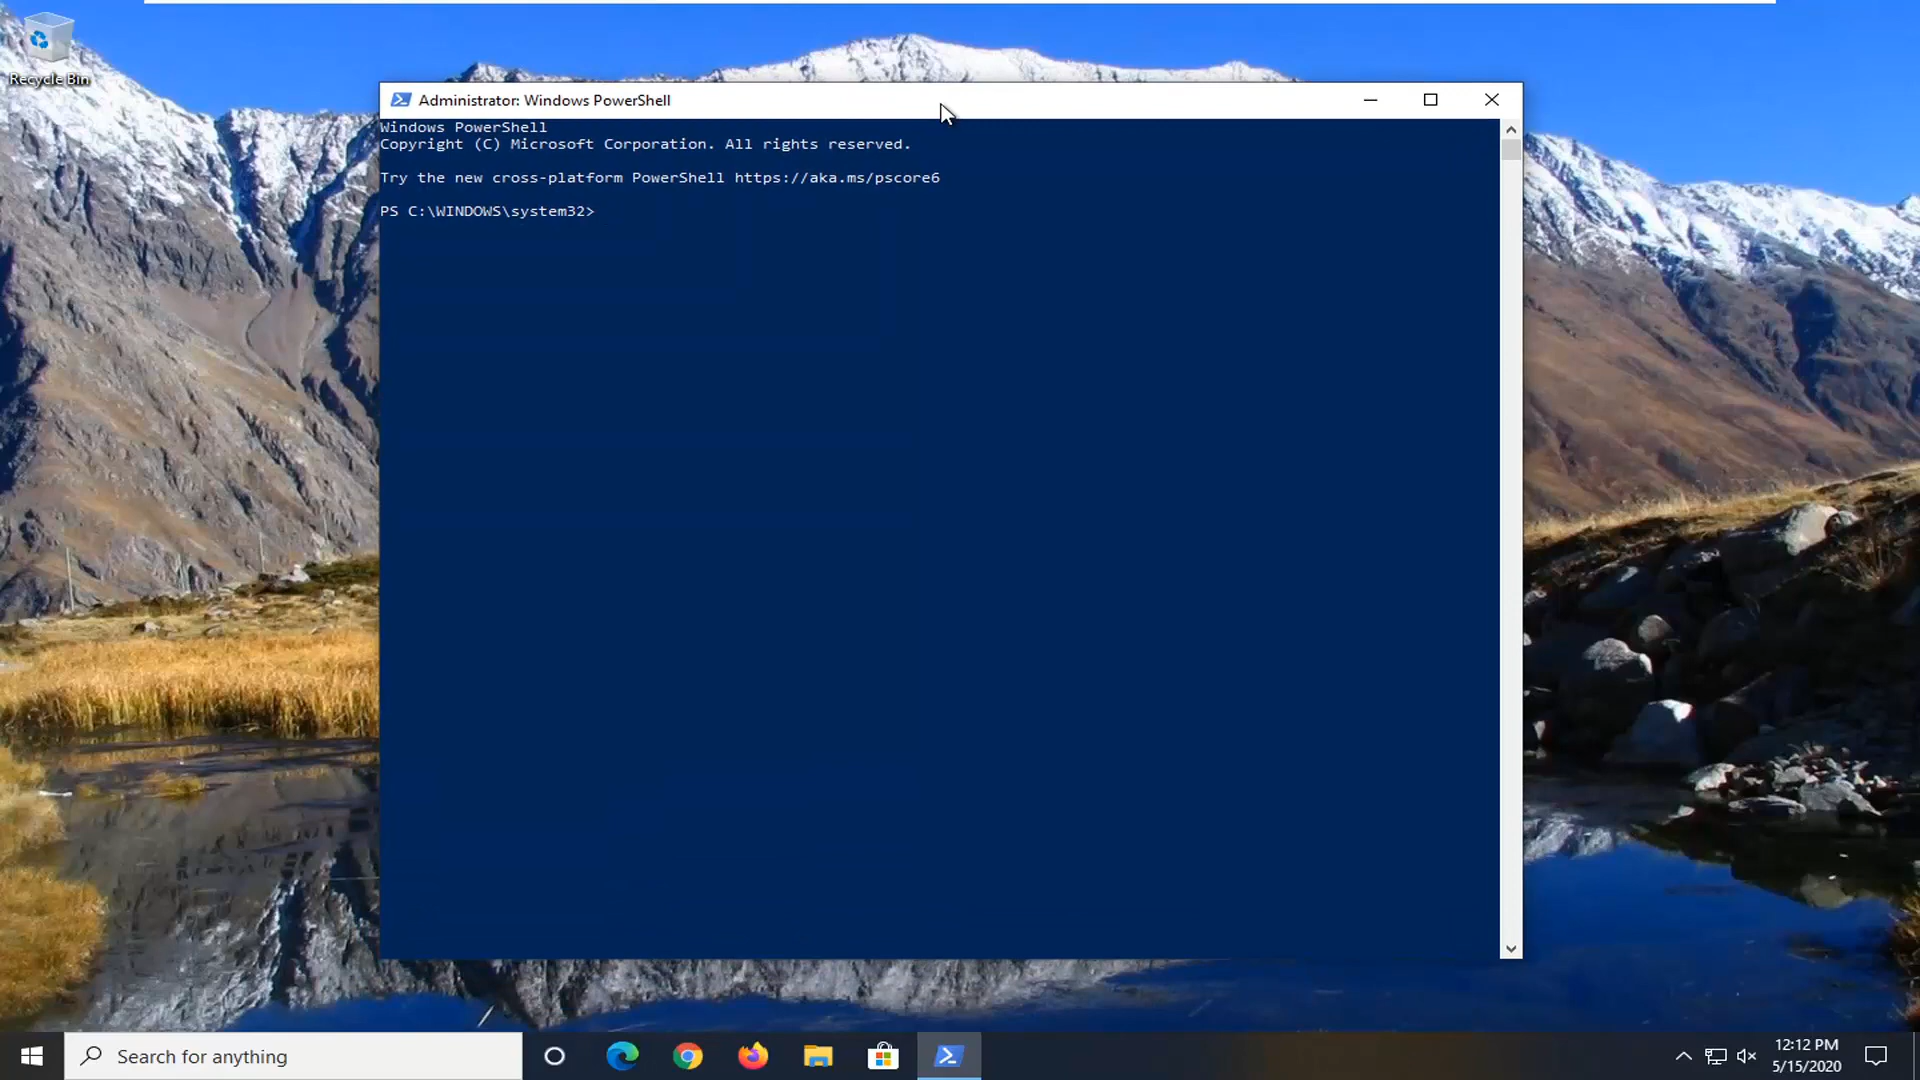 Recycle Bin
Administrator: Windows PowerShell
Windows PowerShell
Copyright (C) Microsoft Corporation. All rights reserved.
Try the new cross-platform PowerShell https://aka.ms/pscore6
PS C:\WINDOWS\system32>
Search for anything
12:12 PM
5/15/2020